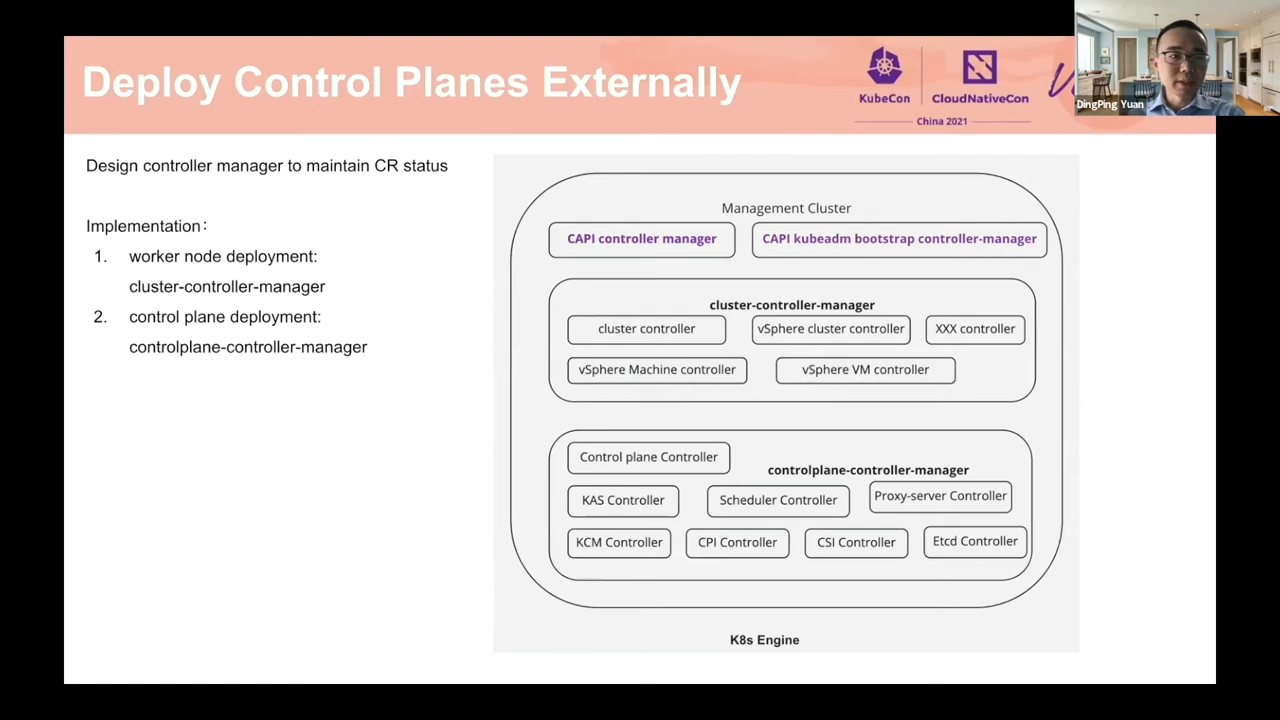 Deploy Control Planes Externally
KubeCon
CloudNativeCon
China 2021
DingPing Yuan
Design controller manager to maintain CR status
Implementation:
1. worker node deployment:
cluster-controller-manager
2. control plane deployment:
controlplane-controller-manager
Management Cluster
CAPI controller manager
CAPI kubeadm bootstrap controller-manager
cluster-controller-manager
cluster controller
vSphere cluster controller
XXX controller
vSphere Machine controller
vSphere VM controller
Control plane Controller
controlplane-controller-manager
KAS Controller
Scheduler Controller
Proxy-server Controller
KCM Controller
CPI Controller
CSI Controller
Etcd Controller
K8s Engine